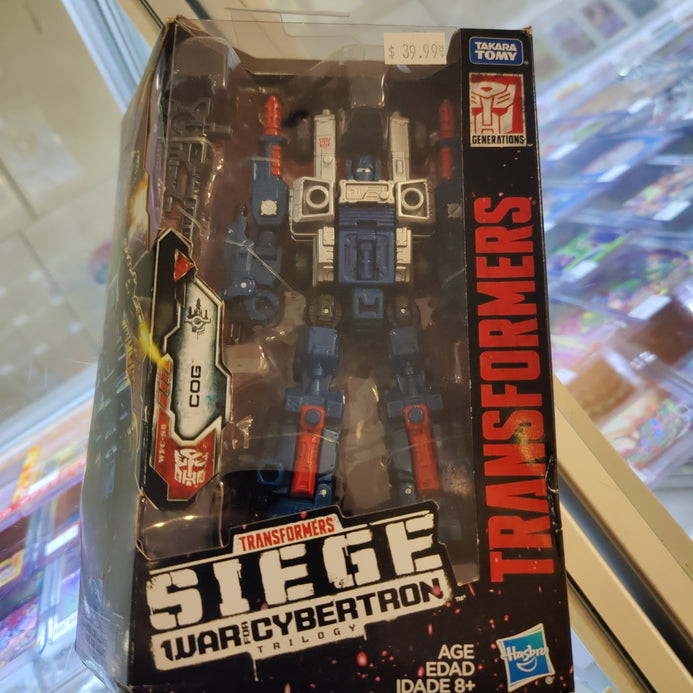 $ 39.99
TAKARA
TOMY
GENERATIONS
TRANSFORMERS
COG
WFC-S8
TRANSFORMERS
SIEGE
WAR FOR CYBERTRON
TRILOGY
TM
AGE
EDAD
IDADE 8+
Hasbro